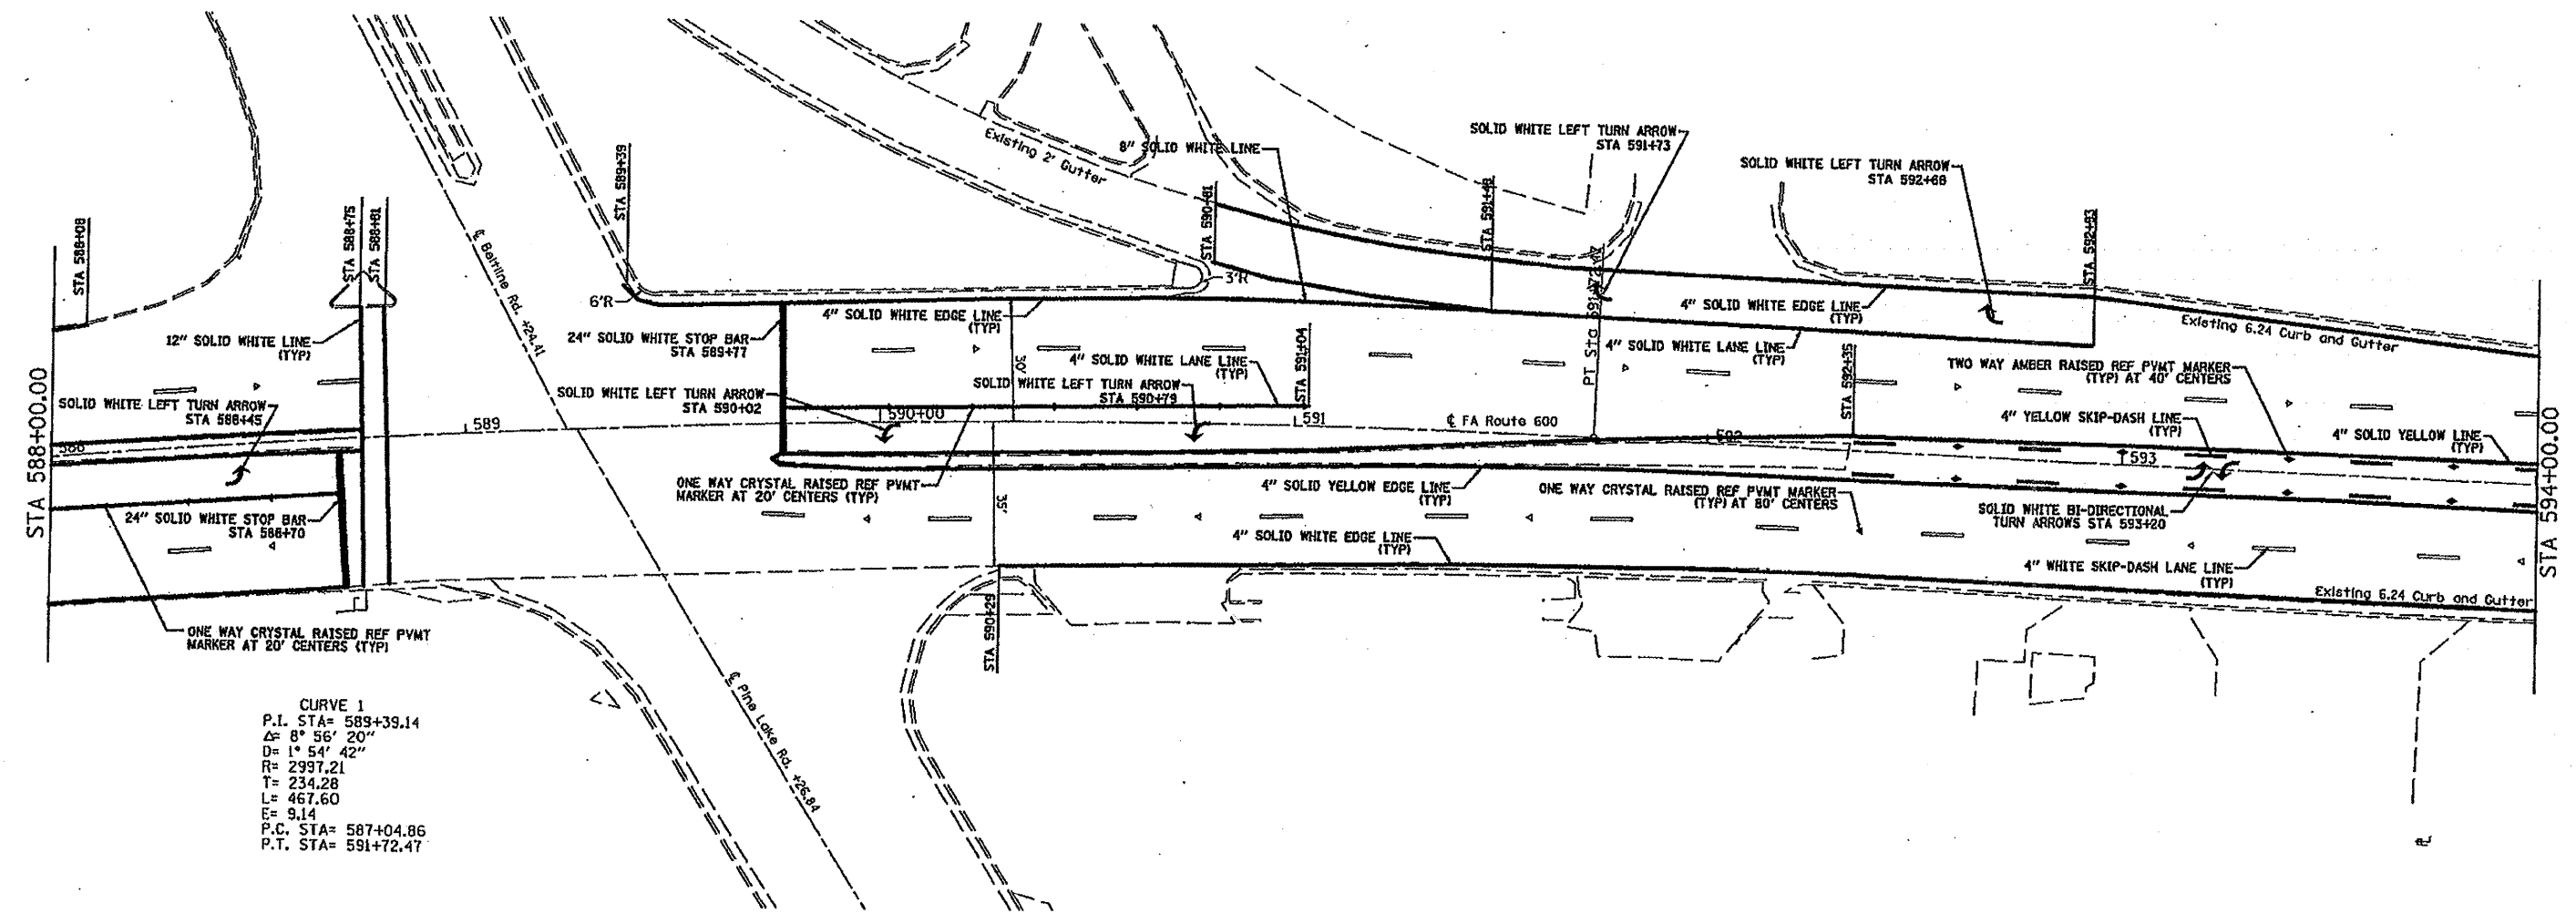 SOLID WHITE LEFT TURN ARROW
STA 591+73
8" SOLID WHITE LINE
Existing 2' Gutter
SOLID WHITE LEFT TURN ARROW
STA 592+68
STA 588+08
STA 588+75
STA 588+81
STA 589+39
STA 590+81
STA 591+48
STA 592+93
℄ Beltline Rd. +24.41
6'R
3'R
12" SOLID WHITE LINE
(TYP)
24" SOLID WHITE STOP BAR
STA 589+77
4" SOLID WHITE EDGE LINE
(TYP)
30'
4" SOLID WHITE LANE LINE
(TYP)
STA 591+04
PT Sta
4" SOLID WHITE LANE LINE
(TYP)
4" SOLID WHITE EDGE LINE
(TYP)
Existing 6.24 Curb and Gutter
STA 592+35
TWO WAY AMBER RAISED REF PVMT MARKER
(TYP) AT 40' CENTERS
SOLID WHITE LEFT TURN ARROW
STA 588+45
SOLID WHITE LEFT TURN ARROW
STA 590+02
SOLID WHITE LEFT TURN ARROW
STA 590+79
4" YELLOW SKIP-DASH LINE
(TYP)
4" SOLID YELLOW LINE
(TYP)
STA 588+00.00
589
590+00
591
℄ FA Route 600
593
STA 594+00.00
24" SOLID WHITE STOP BAR
STA 588+70
ONE WAY CRYSTAL RAISED REF PVMT
MARKER AT 20' CENTERS (TYP)
35'
4" SOLID YELLOW EDGE LINE
(TYP)
ONE WAY CRYSTAL RAISED REF PVMT MARKER
(TYP) AT 80' CENTERS
SOLID WHITE BI-DIRECTIONAL
TURN ARROWS STA 593+20
4" SOLID WHITE EDGE LINE
(TYP)
4" WHITE SKIP-DASH LANE LINE
(TYP)
Existing 6.24 Curb and Gutter
ONE WAY CRYSTAL RAISED REF PVMT
MARKER AT 20' CENTERS (TYP)
STA 590+29
℄ Pine Lake Rd. +26.84
CURVE 1
P.I. STA= 589+39.14
Δ= 8° 56' 20"
D= 1° 54' 42"
R= 2997.21
T= 234.28
L= 467.60
E= 9.14
P.C. STA= 587+04.86
P.T. STA= 591+72.47